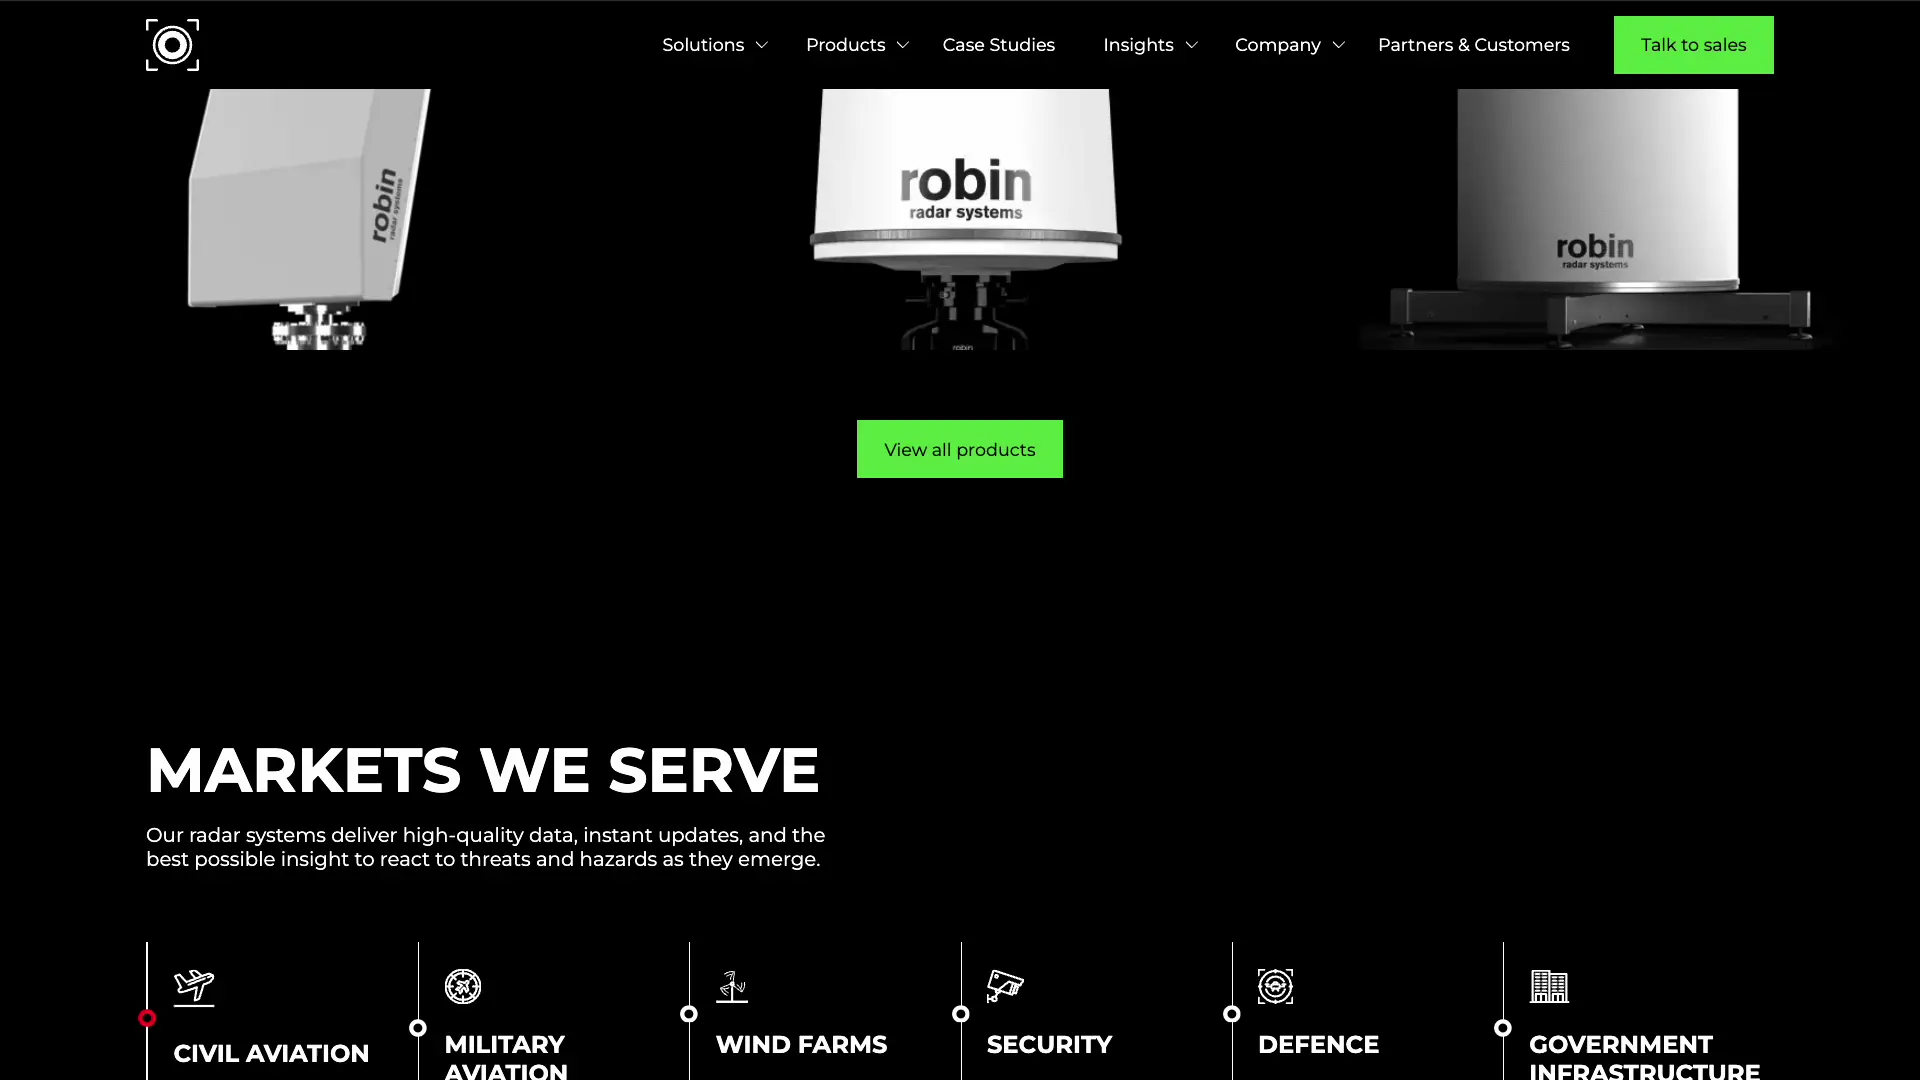 Solutions
Products
Case Studies
Insights
Company
Partners & Customers
Talk to sales
robin
radar systems
robin
radar systems
robin
radar systems
robin
View all products
MARKETS WE SERVE
Our radar systems deliver high-quality data, instant updates, and the
best possible insight to react to threats and hazards as they emerge.
CIVIL AVIATION
MILITARY
AVIATION
WIND FARMS
SECURITY
DEFENCE
GOVERNMENT
INFRASTRUCTURE